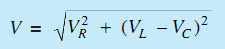 V = √(V_R² + (V_L − V_C)²)